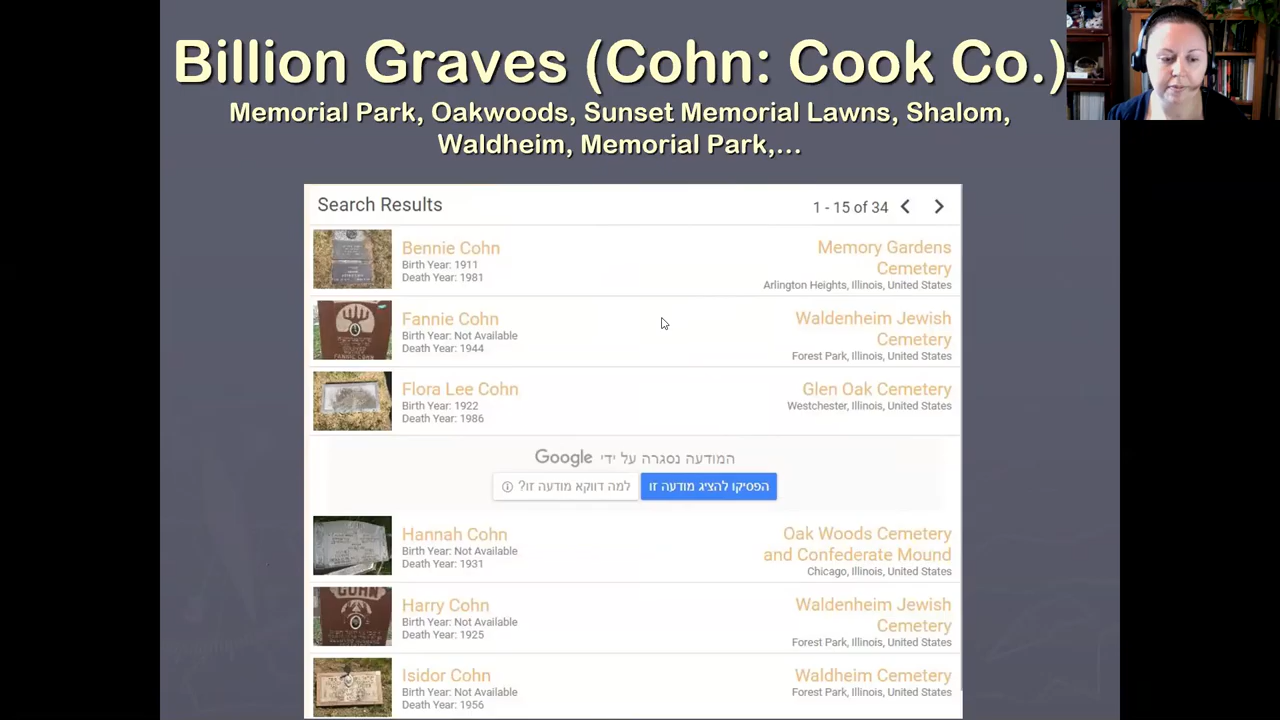 Billion Graves (Cohn: Cook Co.)
Memorial Park, Oakwoods, Sunset Memorial Lawns, Shalom,
Waldheim, Memorial Park,...
Search Results
1 - 15 of 34
Bennie Cohn
Birth Year: 1911
Death Year: 1981
Memory Gardens
Cemetery
Arlington Heights, Illinois, United States
Fannie Cohn
Birth Year: Not Available
Death Year: 1944
Waldenheim Jewish
Cemetery
Forest Park, Illinois, United States
Flora Lee Cohn
Birth Year: 1922
Death Year: 1986
Glen Oak Cemetery
Westchester, Illinois, United States
המודעה נסגרה על ידי Google
הפסיקו להציג מודעה זו
למה דווקא מודעה זו?
Hannah Cohn
Birth Year: Not Available
Death Year: 1931
Oak Woods Cemetery
and Confederate Mound
Chicago, Illinois, United States
COHN
Harry Cohn
Birth Year: Not Available
Death Year: 1925
Waldenheim Jewish
Cemetery
Forest Park, Illinois, United States
Isidor Cohn
Birth Year: Not Available
Death Year: 1956
Waldheim Cemetery
Forest Park, Illinois, United States